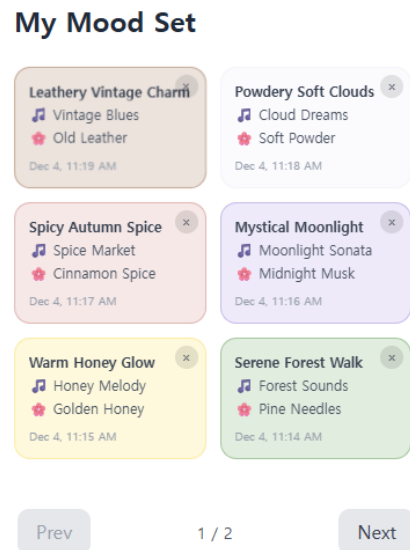 My Mood Set
Leathery Vintage Charm
Vintage Blues
Old Leather
Dec 4, 11:19 AM
Powdery Soft Clouds
Cloud Dreams
Soft Powder
Dec 4, 11:18 AM
Spicy Autumn Spice
Spice Market
Cinnamon Spice
Dec 4, 11:17 AM
Mystical Moonlight
Moonlight Sonata
Midnight Musk
Dec 4, 11:16 AM
Warm Honey Glow
Honey Melody
Golden Honey
Dec 4, 11:15 AM
Serene Forest Walk
Forest Sounds
Pine Needles
Dec 4, 11:14 AM
Prev
1 / 2
Next